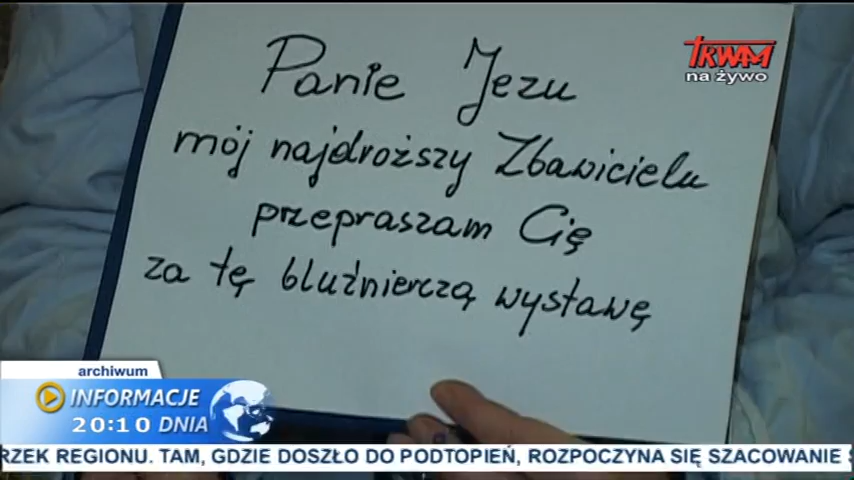 Panie Jezu
mój najdroższy Zbawicielu
przepraszam Cię
za tę bluźnierczą wystawę
TRWAM
na żywo
archiwum
INFORMACJE
20:10 DNIA
RZEK REGIONU. TAM, GDZIE DOSZŁO DO PODTOPIEŃ, ROZPOCZYNA SIĘ SZACOWANIE